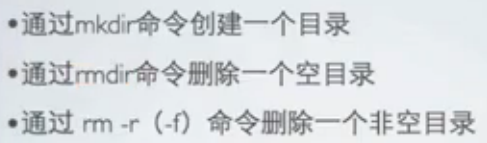 •通过mkdir命令创建一个目录
•通过rmdir命令删除一个空目录
•通过 rm -r（-f）命令删除一个非空目录